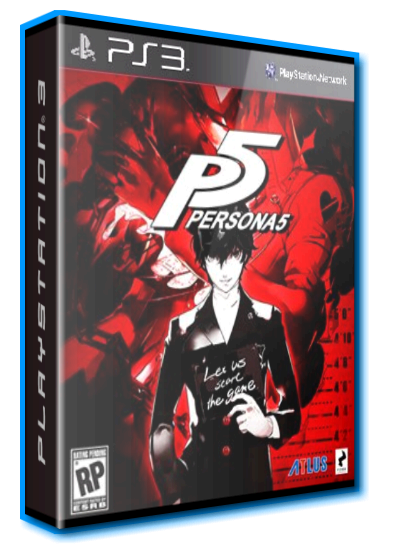 PLAYSTATION 3
PS3
PlayStation Network
P5
PERSONA5
Let us
start
the game
RATING PENDING
RP
ESRB
ATLUS